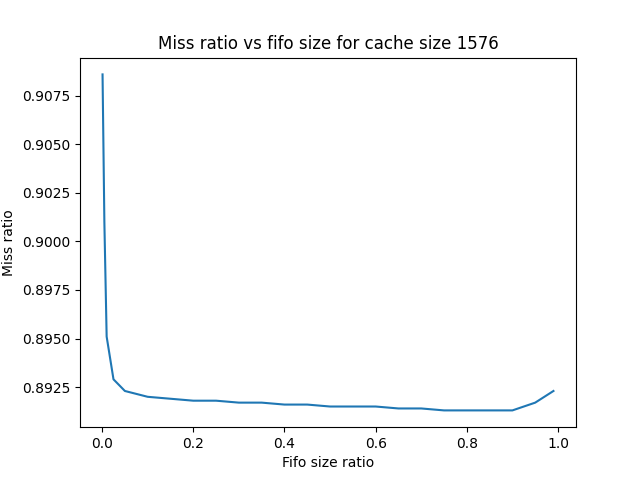 Miss ratio vs fifo size for cache size 1576
Miss ratio
0.9075
0.9050
0.9025
0.9000
0.8975
0.8950
0.8925
0.0 0.2 0.4 0.6 0.8 1.0
Fifo size ratio